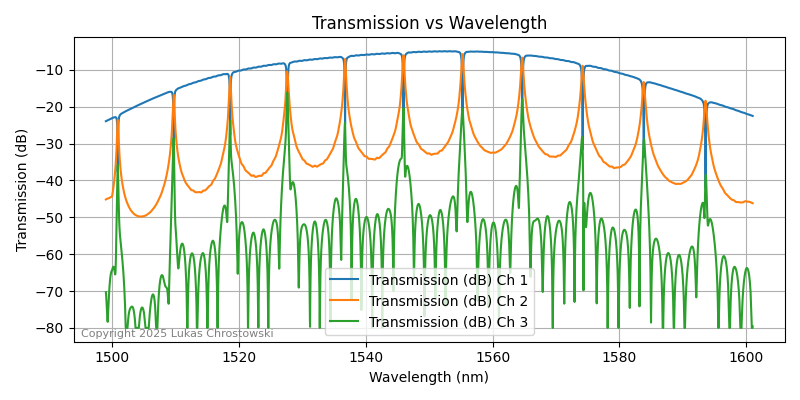 Transmission vs Wavelength
Transmission (dB)
−10
−20
−30
−40
−50
−60
−70
−80
Transmission (dB) Ch 1
Transmission (dB) Ch 2
Transmission (dB) Ch 3
Copyright 2025 Lukas Chrostowski
1500 1520 1540 1560 1580 1600
Wavelength (nm)